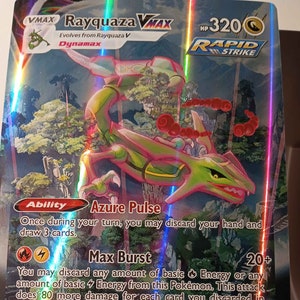 VMAX Rayquaza VMAX HP 320
Evolves from Rayquaza V
Dynamax
RAPID STRIKE
Ability Azure Pulse
Once during your turn, you may discard your hand and
draw 3 cards.
Max Burst 20+
You may discard any amount of basic Energy or any
amount of basic Energy from this Pokémon. This attack
does 80 more damage for each card you discarded